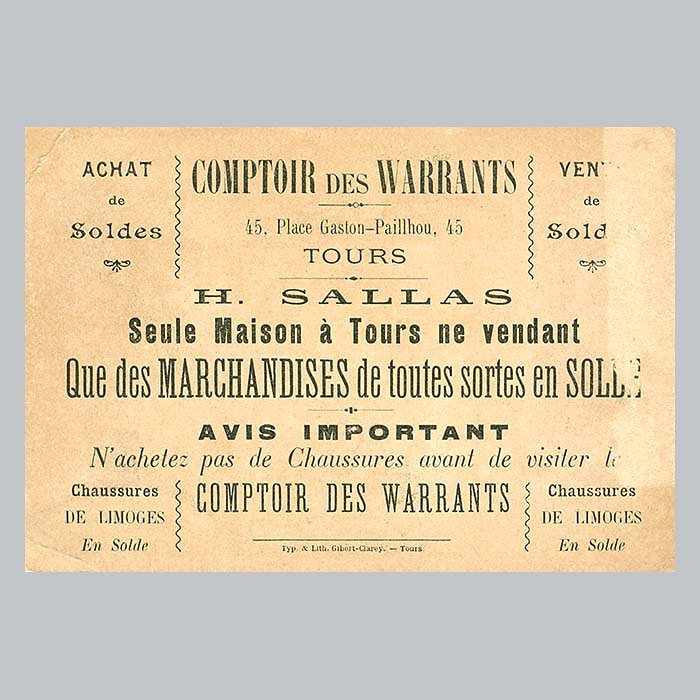 ACHAT
de
Soldes
COMPTOIR DES WARRANTS
45, Place Gaston-Paillhou, 45
TOURS
de
H. SALLAS
Seule Maison à Tours ne vendant
Que des MARCHANDISES de toutes sortes en SOLDE
AVIS IMPORTANT
N'achetez pas de Chaussures avant de visiter
Chaussures
DE LIMOGES
En Solde
COMPTOIR DES WARRANTS
Chaussures
DE LIMOGES
En Solde
Typ. & Lith. Gibert-Clarey. — Tours